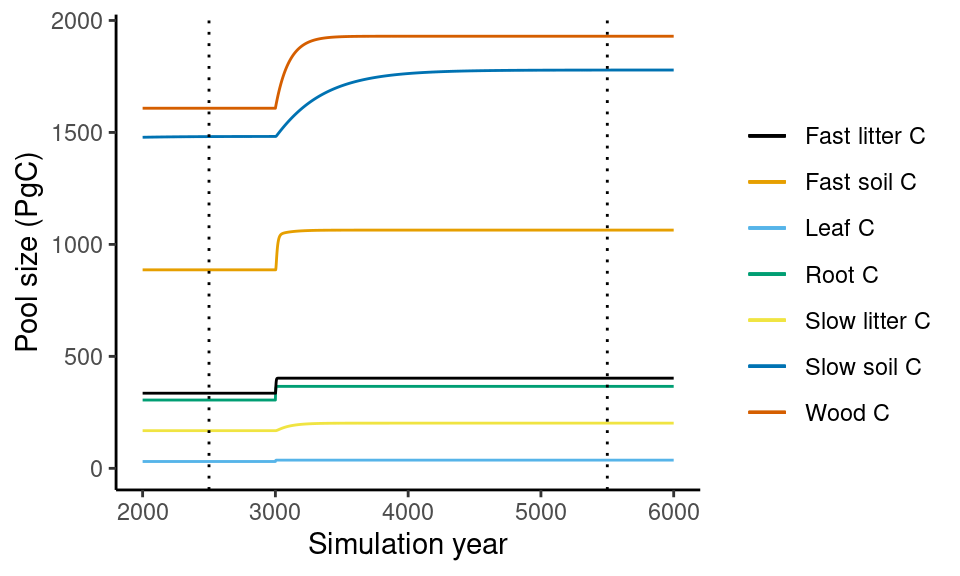 Pool size (PgC)
2000
1500
1000
500
0
2000 3000 4000 5000 6000
Simulation year
Fast litter C
Fast soil C
Leaf C
Root C
Slow litter C
Slow soil C
Wood C